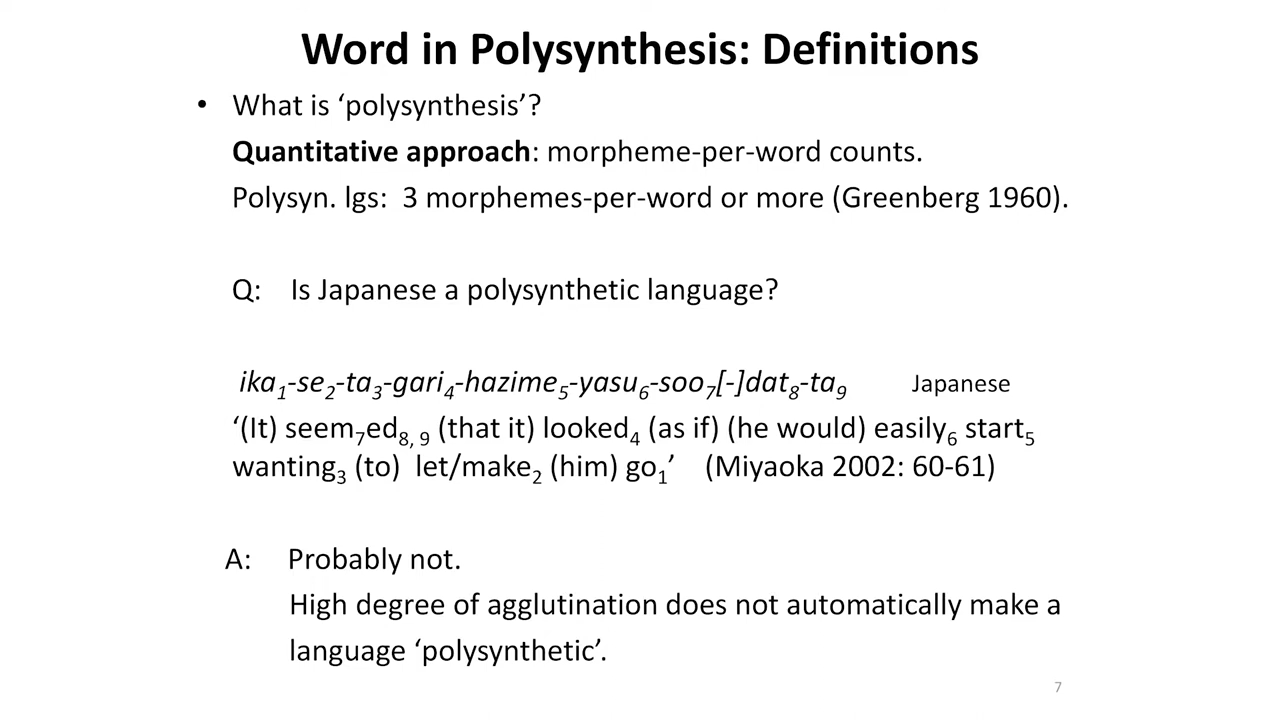 Word in Polysynthesis: Definitions
• What is ‘polysynthesis’?
Quantitative approach: morpheme-per-word counts.
Polysyn. lgs: 3 morphemes-per-word or more (Greenberg 1960).
Q: Is Japanese a polysynthetic language?
ika₁-se₂-ta₃-gari₄-hazime₅-yasu₆-soo₇[-]dat₈-ta₉ Japanese
‘(It) seem₇ed₈,₉ (that it) looked₄ (as if) (he would) easily₆ start₅
wanting₃ (to) let/make₂ (him) go₁’ (Miyaoka 2002: 60-61)
A: Probably not.
High degree of agglutination does not automatically make a
language ‘polysynthetic’.
7